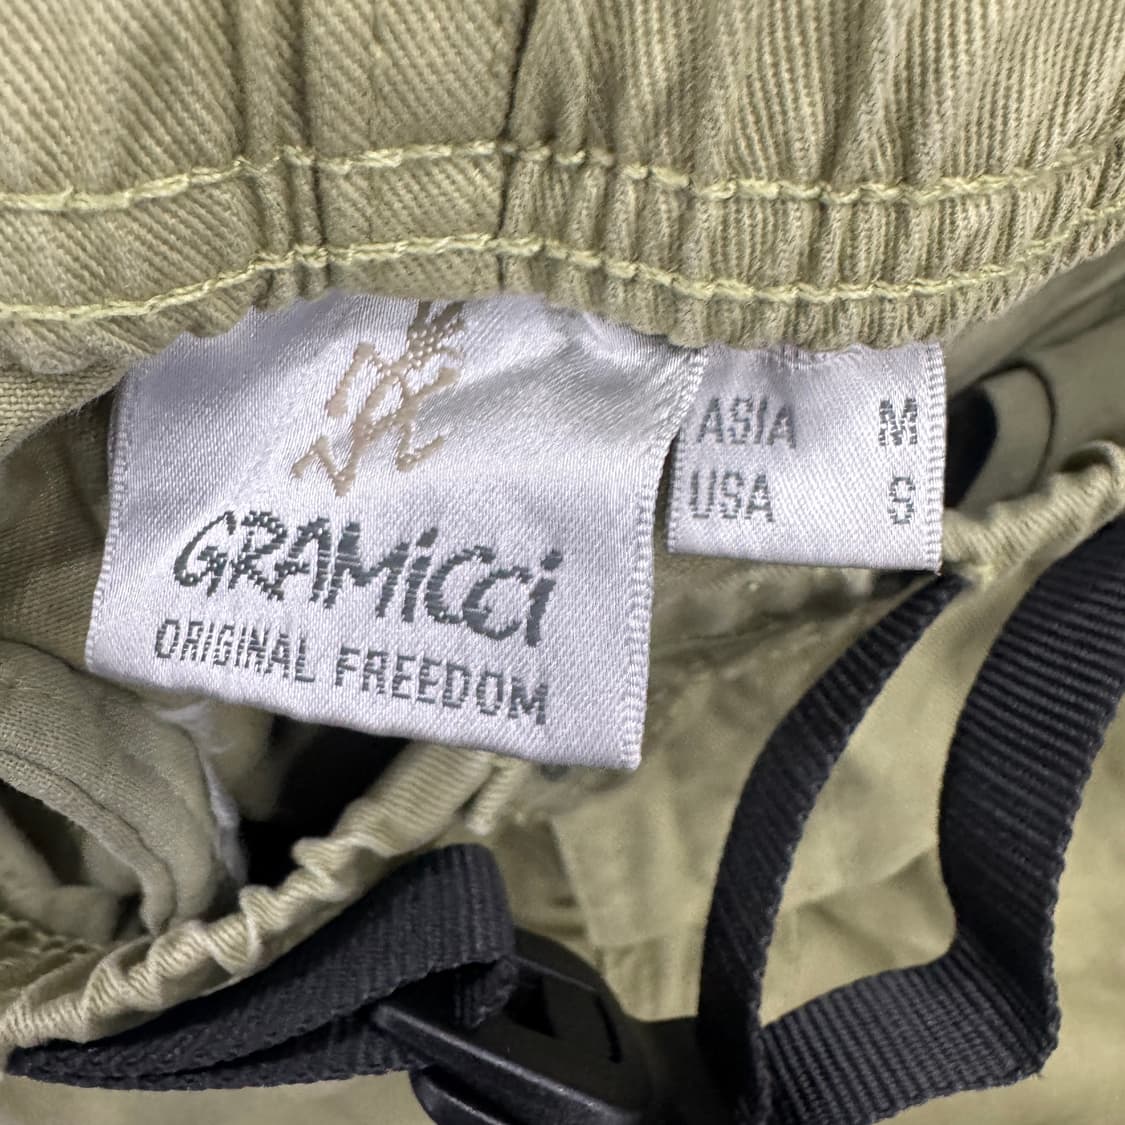 GRAMiCCi
ORIGINAL FREEDOM
ASIA M
USA S